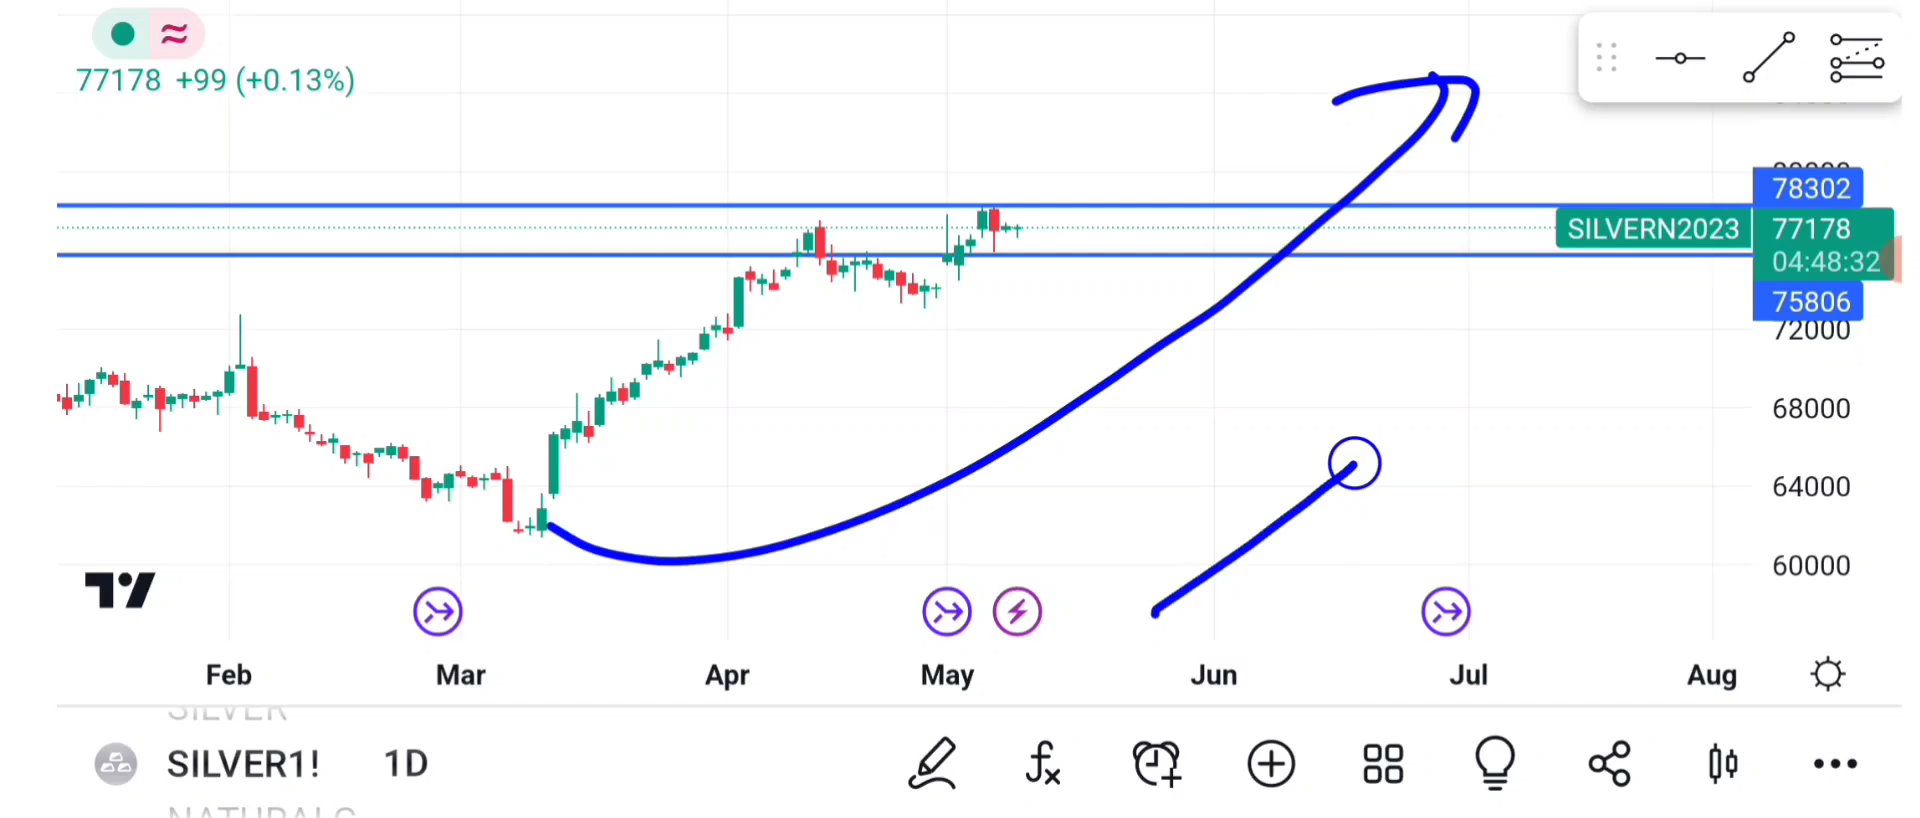 77178 +99 (+0.13%)
78302
SILVERN2023 77178
04:48:32
75806
72000
68000
64000
60000
Feb Mar Apr May Jun Jul Aug
SILVER
SILVER1! 1D